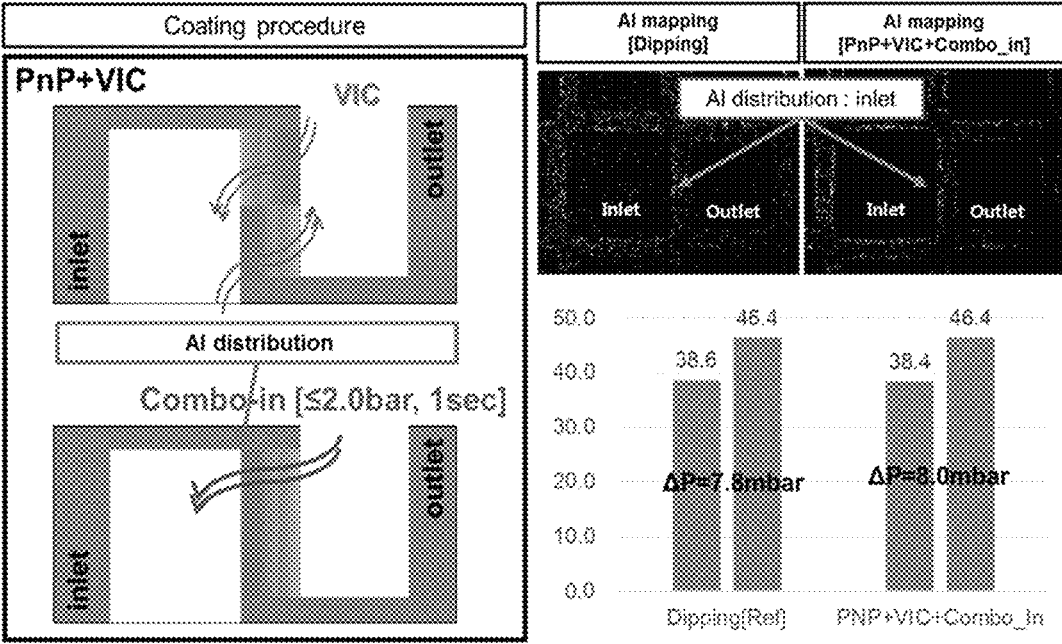 Coating procedure
PnP+VIC
VIC
inlet
outlet
Al distribution
Combo-in [≤2.0bar, 1sec]
inlet
outlet
Al mapping
[Dipping]
Al mapping
[PnP+VIC+Combo_in]
Al distribution : inlet
Inlet
Outlet
Inlet
Outlet
50.0
40.0
30.0
20.0
10.0
0.0
38.6
46.4
38.4
46.4
ΔP=7.8mbar
ΔP=8.0mbar
Dipping[Ref]
PNP+VIC+Combo_In